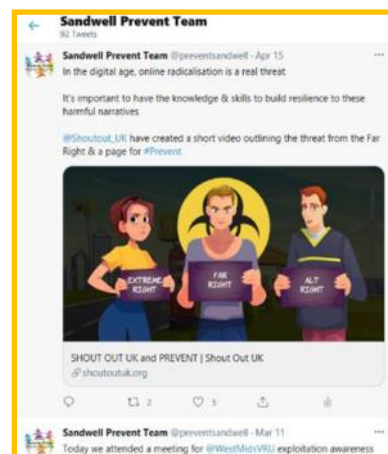 Sandwell Prevent Team
92 Tweets
Sandwell Prevent Team @preventsandwell · Apr 15
In the digital age, online radicalisation is a real threat
It's important to have the knowledge & skills to build resilience to these
harmful narratives
@Shoutout_UK have created a short video outlining the threat from the Far
Right & a page for #Prevent
EXTREME
RIGHT
FAR
RIGHT
ALT
RIGHT
SHOUT OUT UK and PREVENT | Shout Out UK
shoutoutuk.org
2
5
Sandwell Prevent Team @preventsandwell · Mar 11
Today we attended a meeting for @WestMidsVRU exploitation awareness